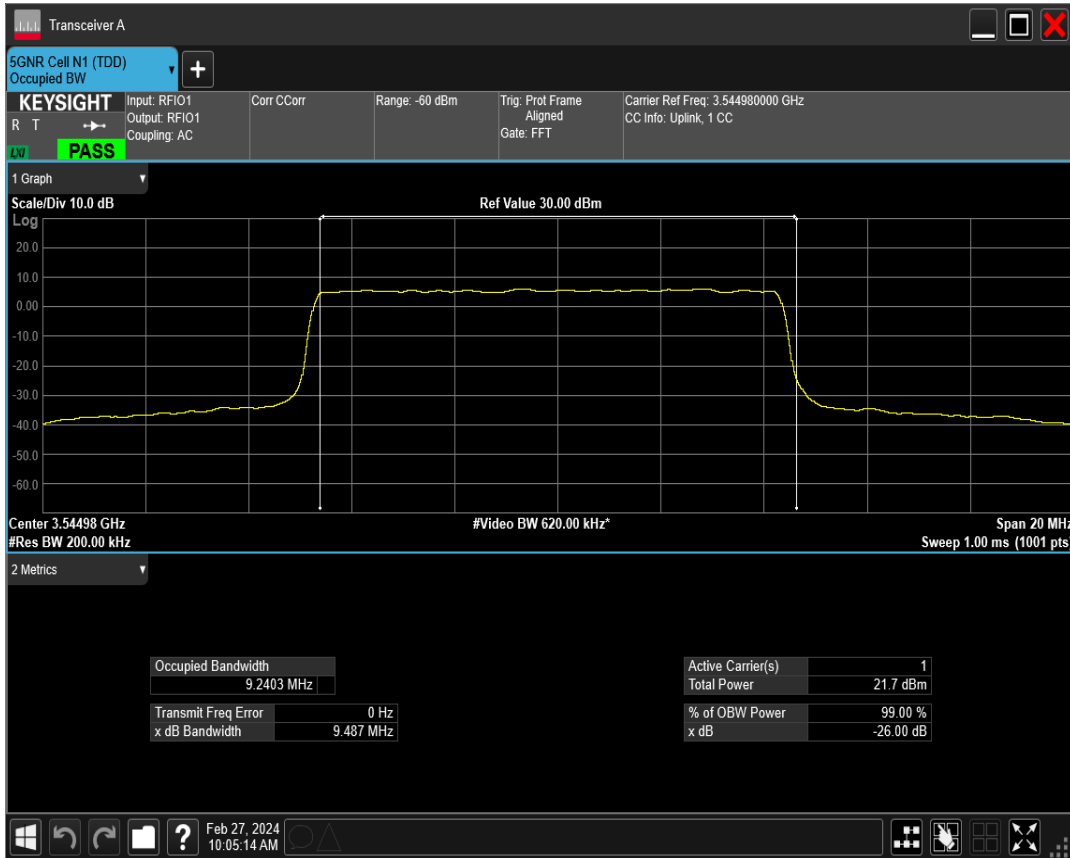 Transceiver A
5GNR Cell N1 (TDD)
Occupied BW
+
KEYSIGHT
R T
LXI
PASS
Input: RFIO1
Output: RFIO1
Coupling: AC
Corr CCorr
Range: -60 dBm
Trig: Prot Frame
Aligned
Gate: FFT
Carrier Ref Freq: 3.544980000 GHz
CC Info: Uplink, 1 CC
1 Graph
Scale/Div 10.0 dB
Ref Value 30.00 dBm
Log
20.0
10.0
0.00
-10.0
-20.0
-30.0
-40.0
-50.0
-60.0
Center 3.54498 GHz
#Video BW 620.00 kHz*
Span 20 MHz
#Res BW 200.00 kHz
Sweep 1.00 ms (1001 pts)
2 Metrics
Occupied Bandwidth
9.2403 MHz
Transmit Freq Error 0 Hz
x dB Bandwidth 9.487 MHz
Active Carrier(s) 1
Total Power 21.7 dBm
% of OBW Power 99.00 %
x dB -26.00 dB
?
Feb 27, 2024
10:05:14 AM